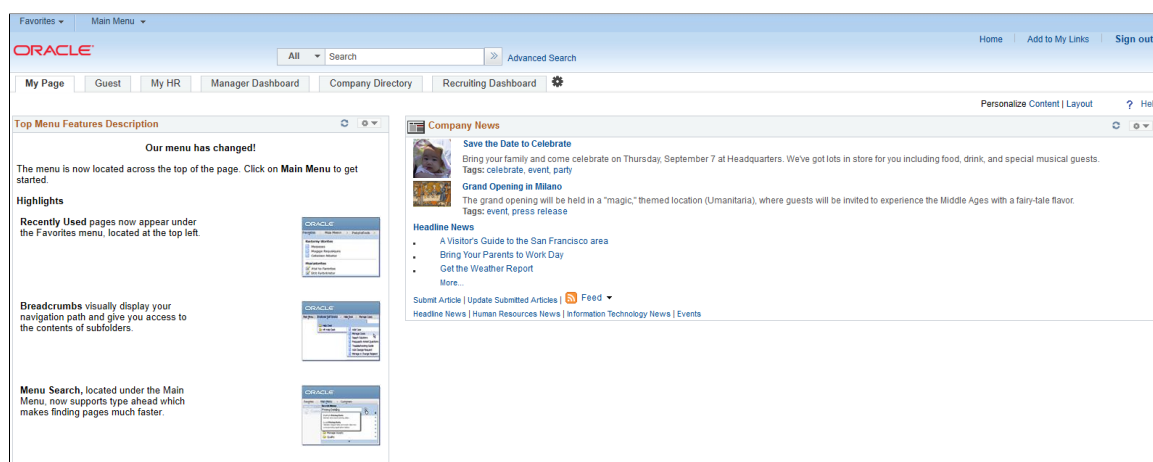 Favorites Main Menu
Home Add to My Links Sign out
ORACLE
All Search Advanced Search
My Page Guest My HR Manager Dashboard Company Directory Recruiting Dashboard
Personalize Content | Layout ? Hel
Top Menu Features Description
Our menu has changed!
The menu is now located across the top of the page. Click on Main Menu to get
started.
Highlights
Recently Used pages now appear under
the Favorites menu, located at the top left.
ORACLE
Breadcrumbs visually display your
navigation path and give you access to
the contents of subfolders.
ORACLE
Menu Search, located under the Main
Menu, now supports type ahead which
makes finding pages much faster.
ORACLE
Company News
Save the Date to Celebrate
Bring your family and come celebrate on Thursday, September 7 at Headquarters. We've got lots in store for you including food, drink, and special musical guests.
Tags: celebrate, event, party
Grand Opening in Milano
The grand opening will be held in a "magic," themed location (Umanitaria), where guests will be invited to experience the Middle Ages with a fairy-tale flavor.
Tags: event, press release
Headline News
A Visitor's Guide to the San Francisco area
Bring Your Parents to Work Day
Get the Weather Report
More...
Submit Article | Update Submitted Articles | Feed
Headline News | Human Resources News | Information Technology News | Events